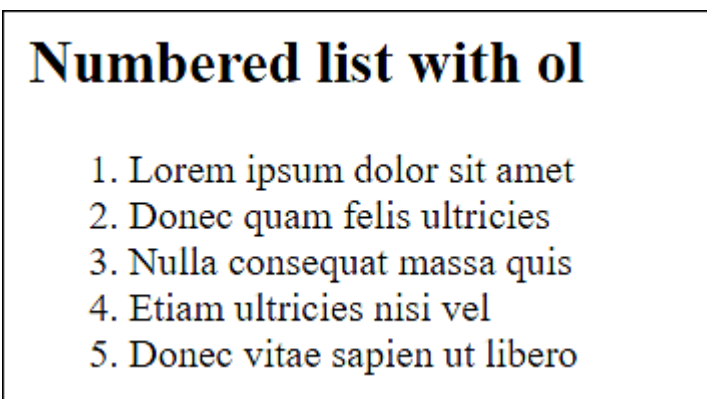 Numbered list with ol
1. Lorem ipsum dolor sit amet
2. Donec quam felis ultricies
3. Nulla consequat massa quis
4. Etiam ultricies nisi vel
5. Donec vitae sapien ut libero